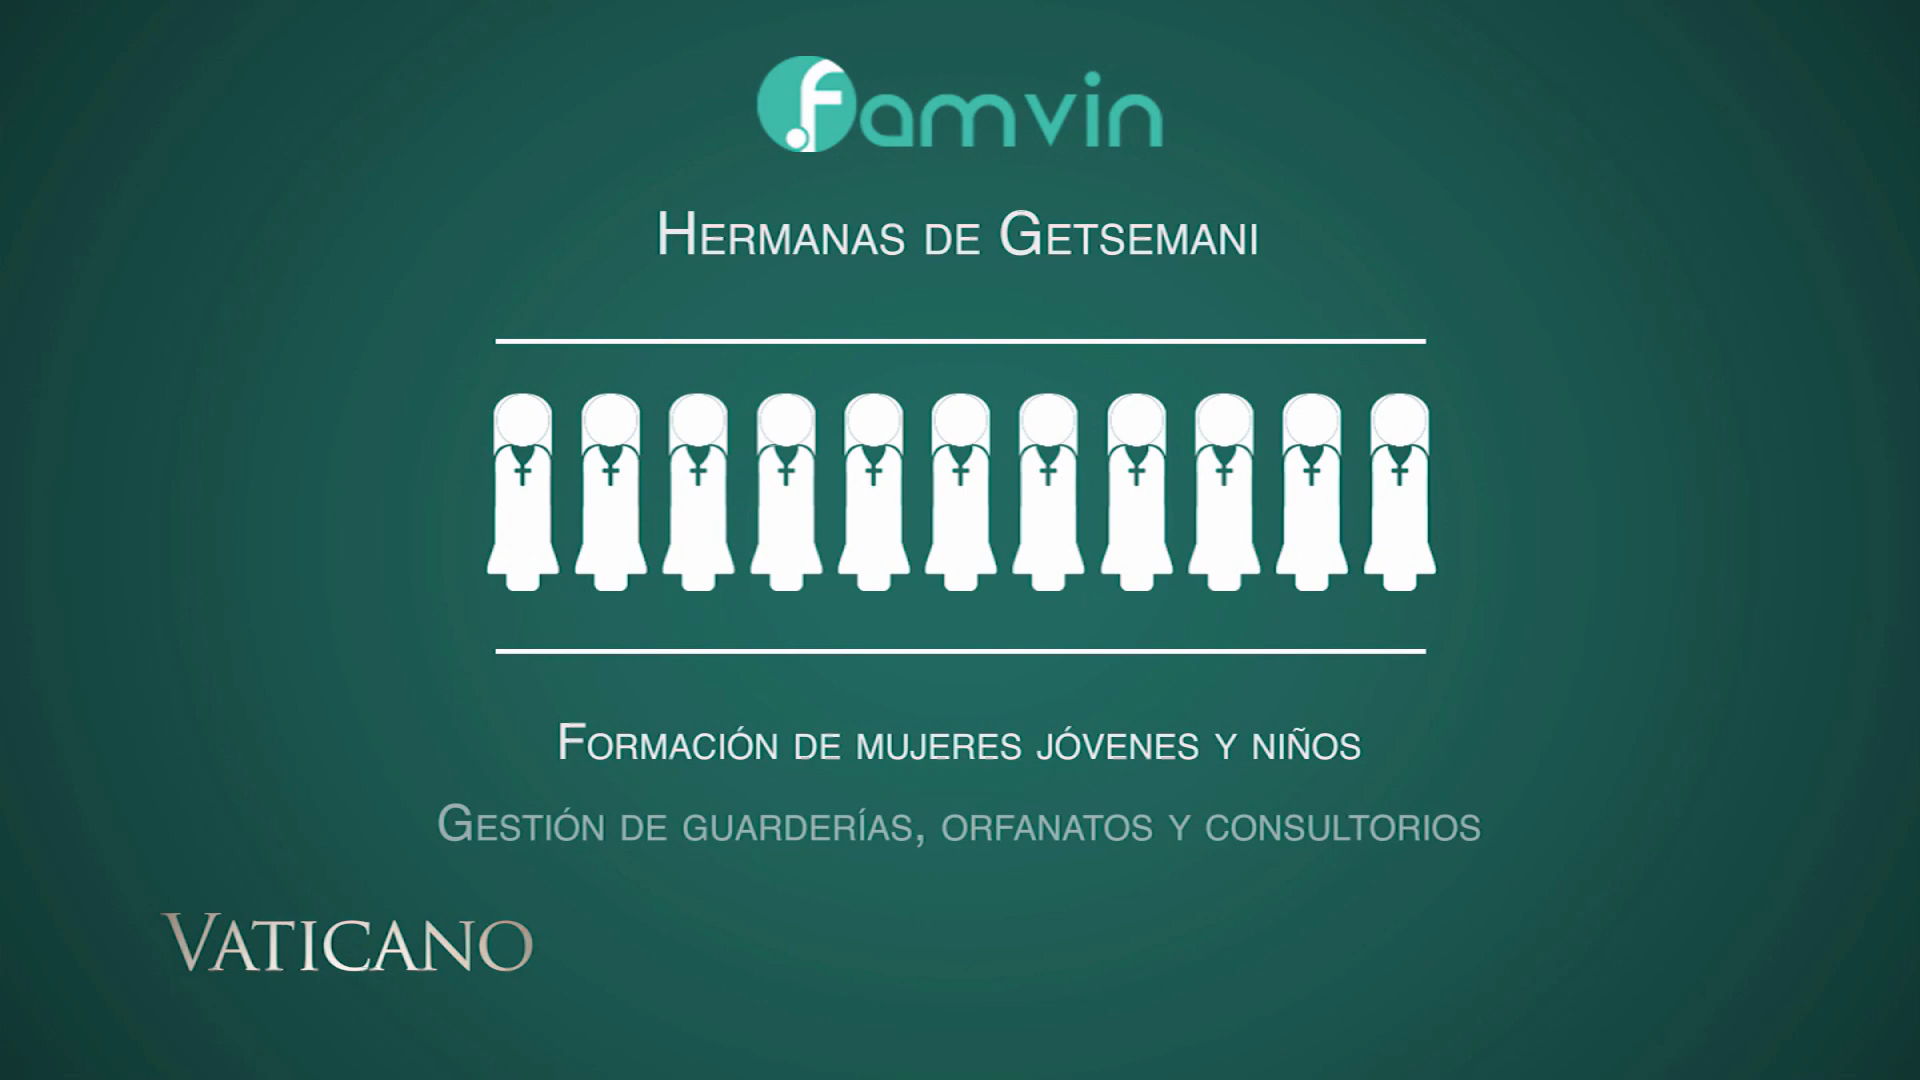 famvin
Hermanas de Getsemani
Formación de mujeres jóvenes y niños
Gestión de guarderías, orfanatos y consultorios
VATICANO